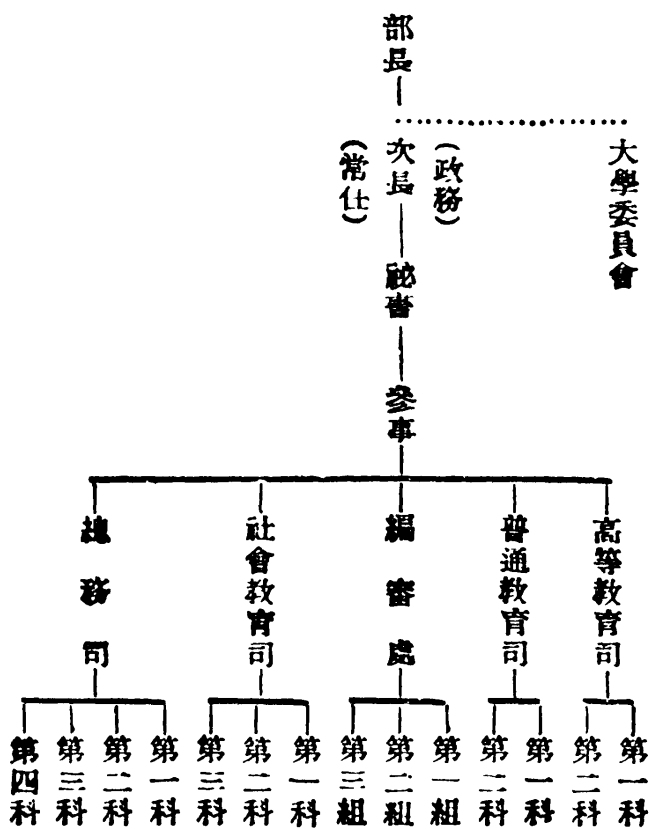 部長
大學委員會
(政務)
次長
(常任)
祕書
參事
高等教育司
普通教育司
編審處
社會教育司
總務司
第一科
第二科
第一科
第二科
第一組
第二組
第三組
第一科
第二科
第三科
第一科
第二科
第三科
第四科